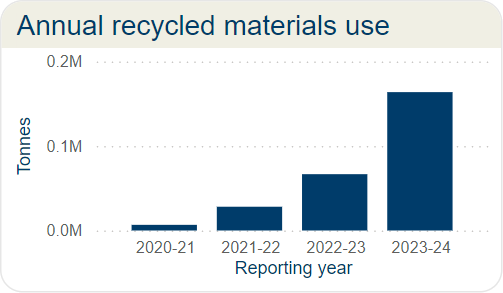 Annual recycled materials use
0.2M
0.1M
0.0M
Tonnes
2020-21 2021-22 2022-23 2023-24
Reporting year